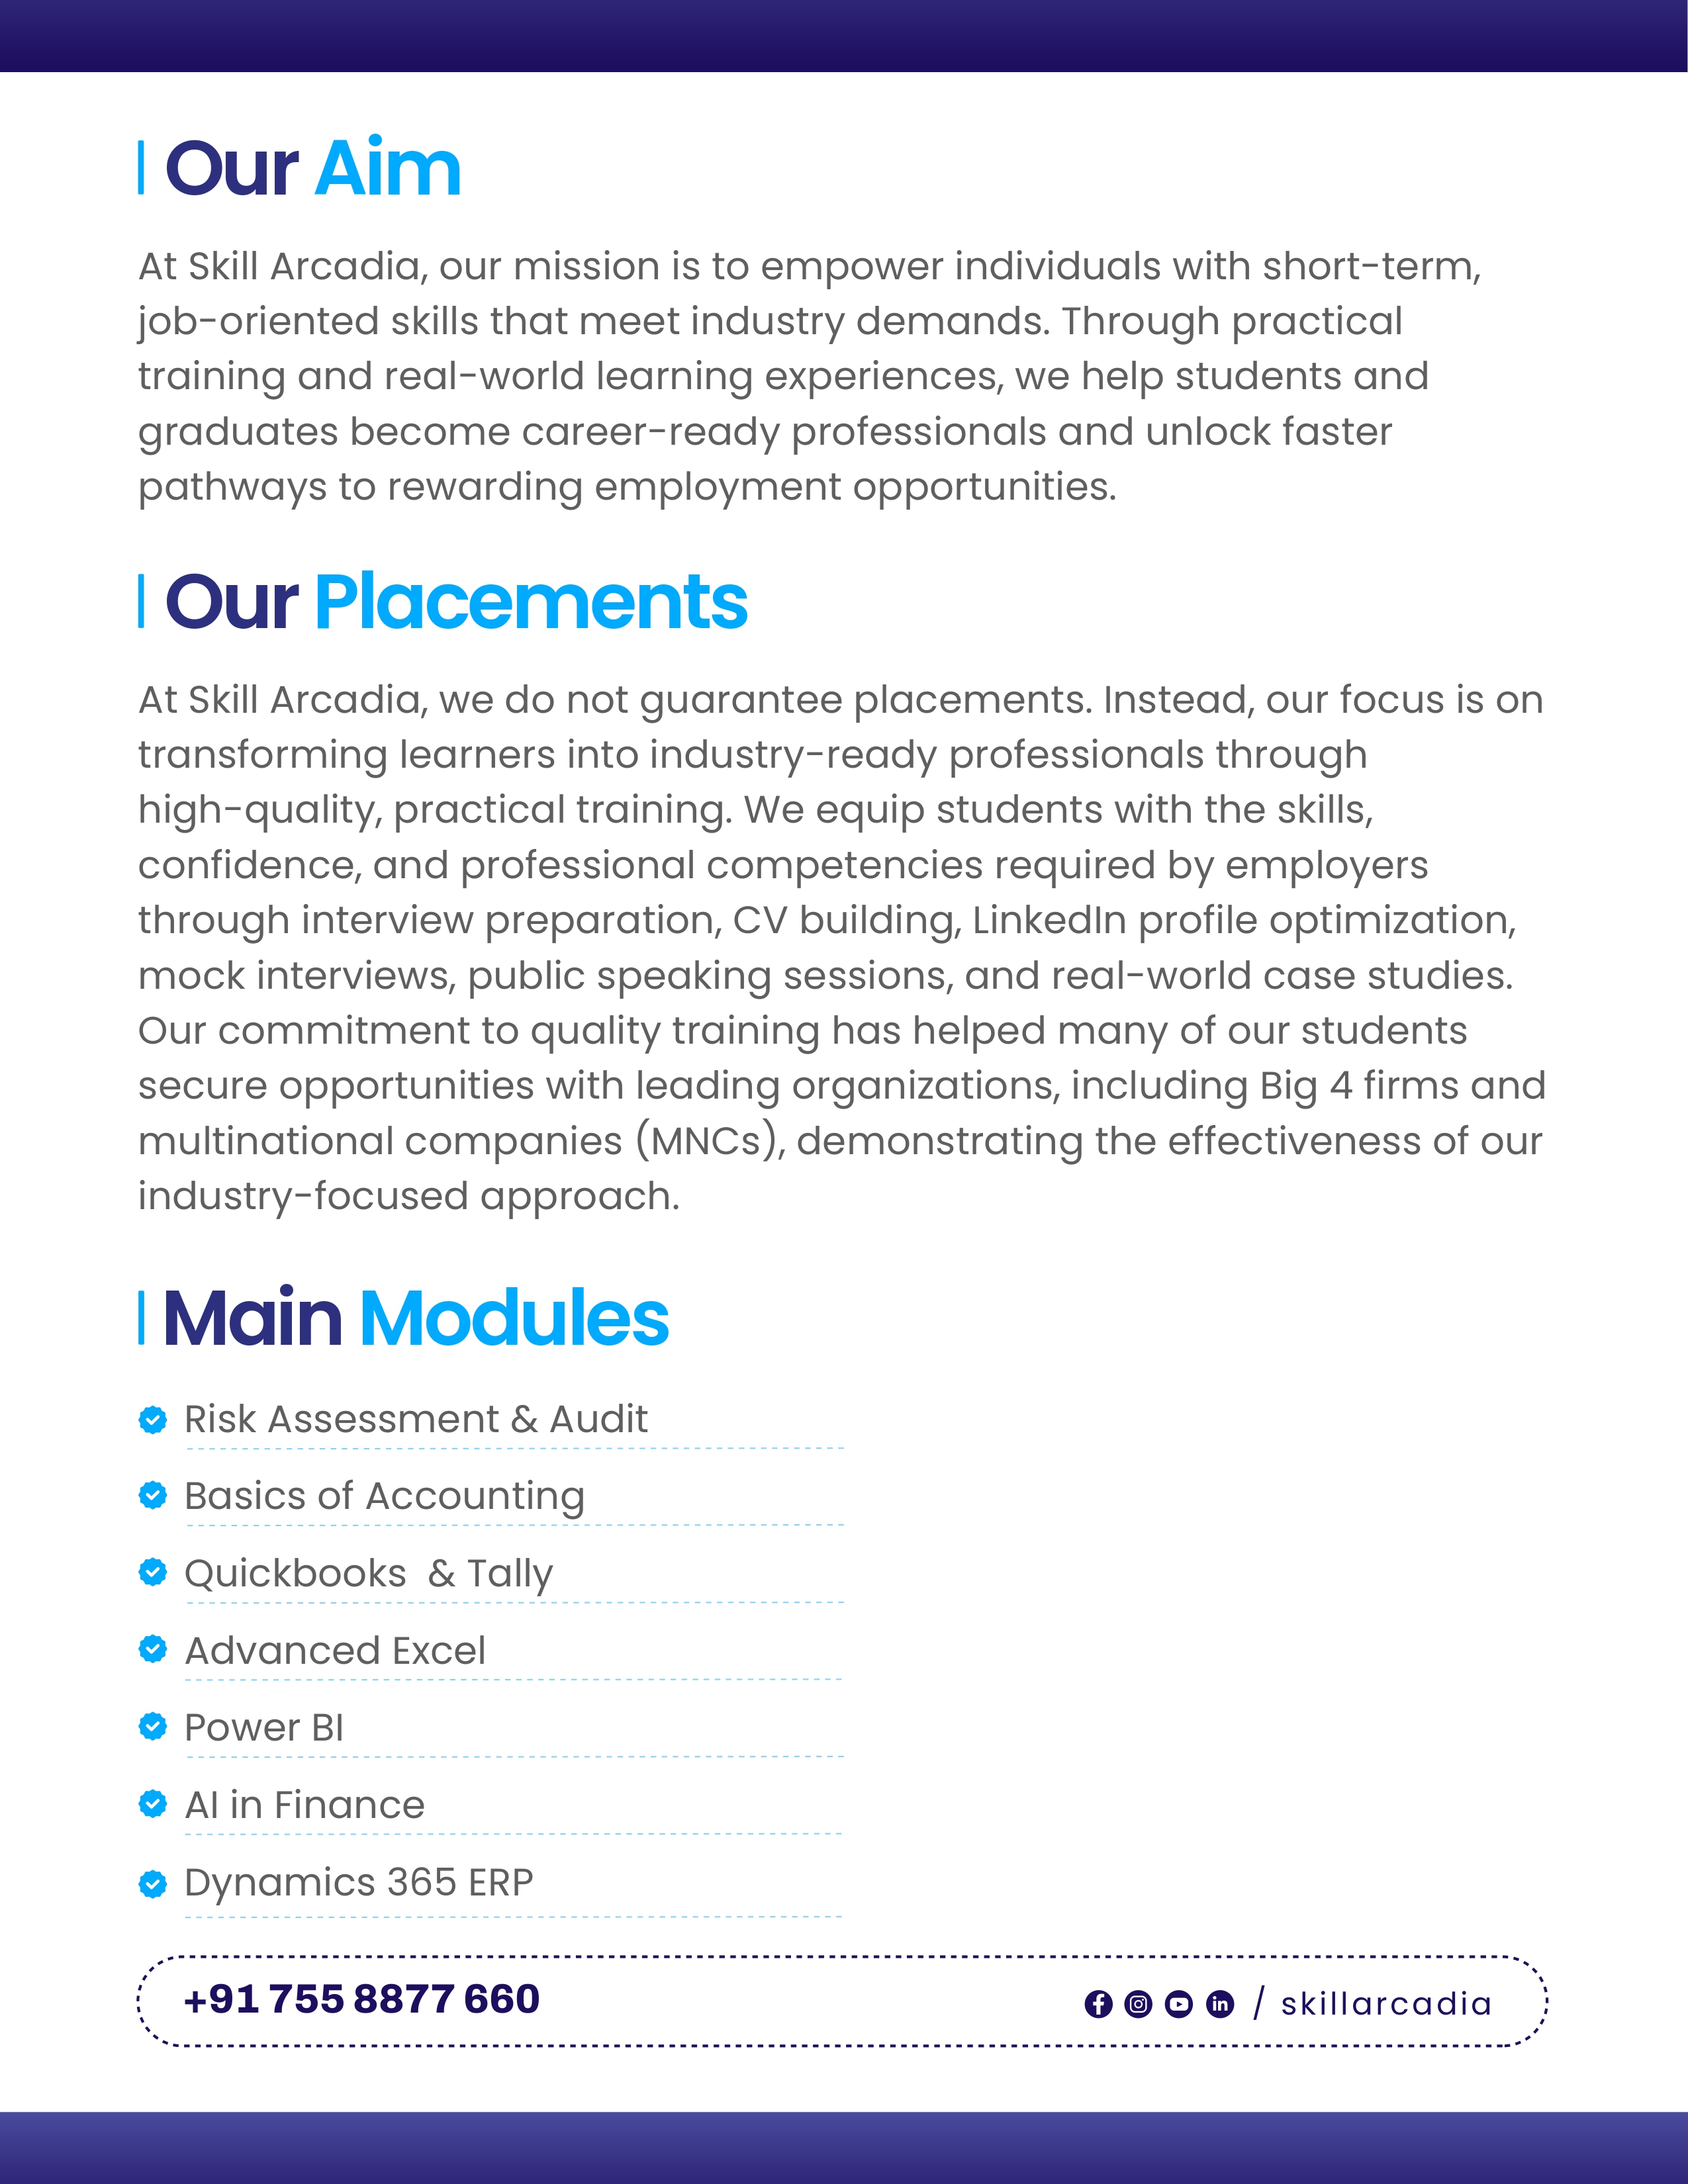 Our Aim
At Skill Arcadia, our mission is to empower individuals with short-term,
job-oriented skills that meet industry demands. Through practical
training and real-world learning experiences, we help students and
graduates become career-ready professionals and unlock faster
pathways to rewarding employment opportunities.
Our Placements
At Skill Arcadia, we do not guarantee placements. Instead, our focus is on
transforming learners into industry-ready professionals through
high-quality, practical training. We equip students with the skills,
confidence, and professional competencies required by employers
through interview preparation, CV building, LinkedIn profile optimization,
mock interviews, public speaking sessions, and real-world case studies.
Our commitment to quality training has helped many of our students
secure opportunities with leading organizations, including Big 4 firms and
multinational companies (MNCs), demonstrating the effectiveness of our
industry-focused approach.
Main Modules
Risk Assessment & Audit
Basics of Accounting
Quickbooks  & Tally
Advanced Excel
Power BI
AI in Finance
Dynamics 365 ERP
+91 755 8877 660
/ skillarcadia